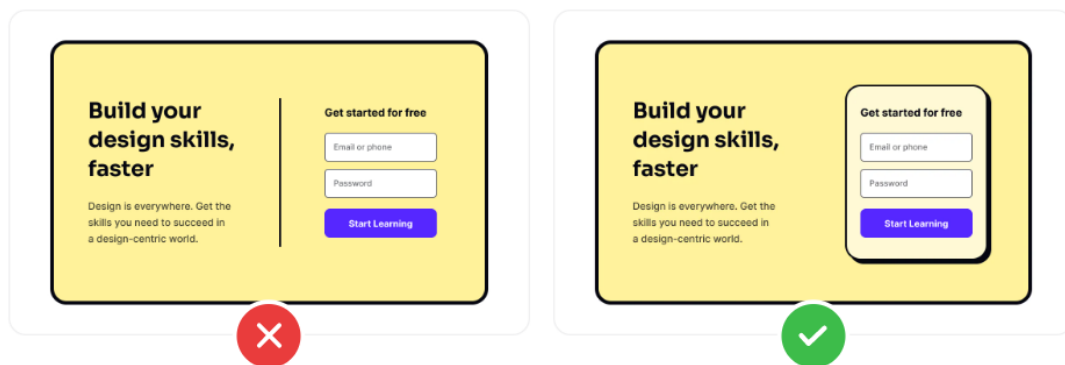 Build your
design skills,
faster
Design is everywhere. Get the
skills you need to succeed in
a design-centric world.
Get started for free
Email or phone
Password
Start Learning
Build your
design skills,
faster
Design is everywhere. Get the
skills you need to succeed in
a design-centric world.
Get started for free
Email or phone
Password
Start Learning